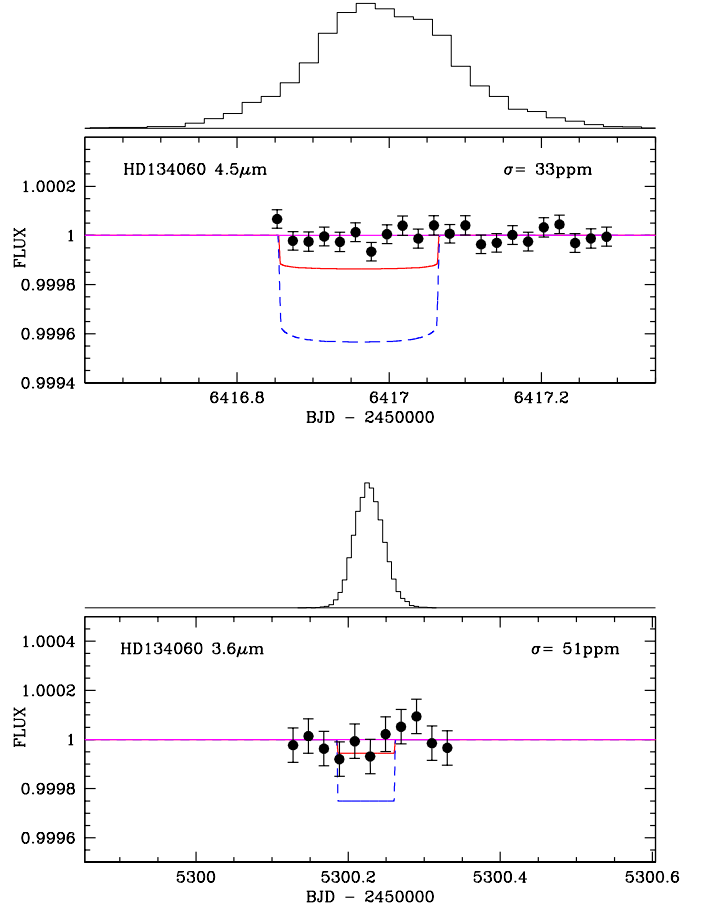 HD134060 4.5μm
σ= 33ppm
1.0002
1
0.9998
0.9996
0.9994
FLUX
6416.8
6417
6417.2
BJD - 2450000
HD134060 3.6μm
σ= 51ppm
1.0004
1.0002
1
0.9998
0.9996
FLUX
5300
5300.2
5300.4
5300.6
BJD - 2450000